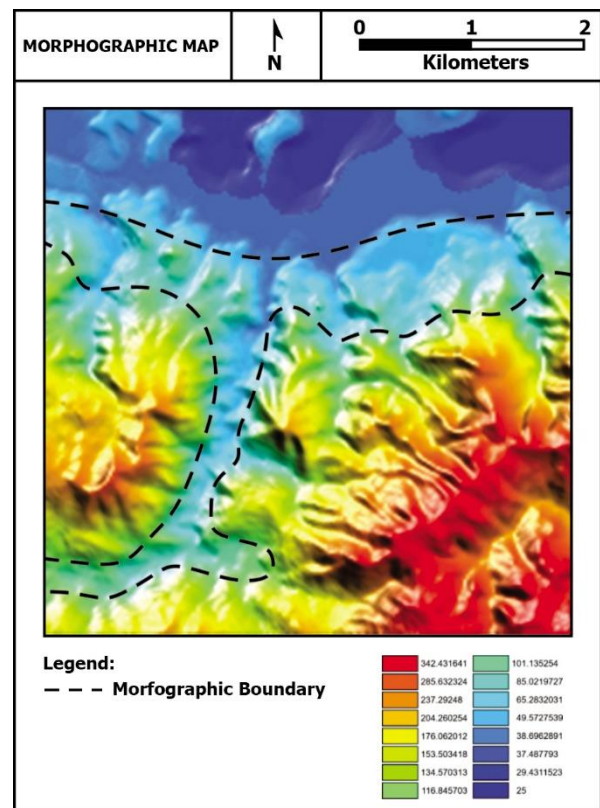 MORPHOGRAPHIC MAP
N
0 1 2
Kilometers
Legend:
Morfographic Boundary
342.431641
285.632324
237.29248
204.260254
176.062012
153.503418
134.570313
116.845703
101.135254
85.0219727
65.2832031
49.5727539
38.6962891
37.487793
29.4311523
25